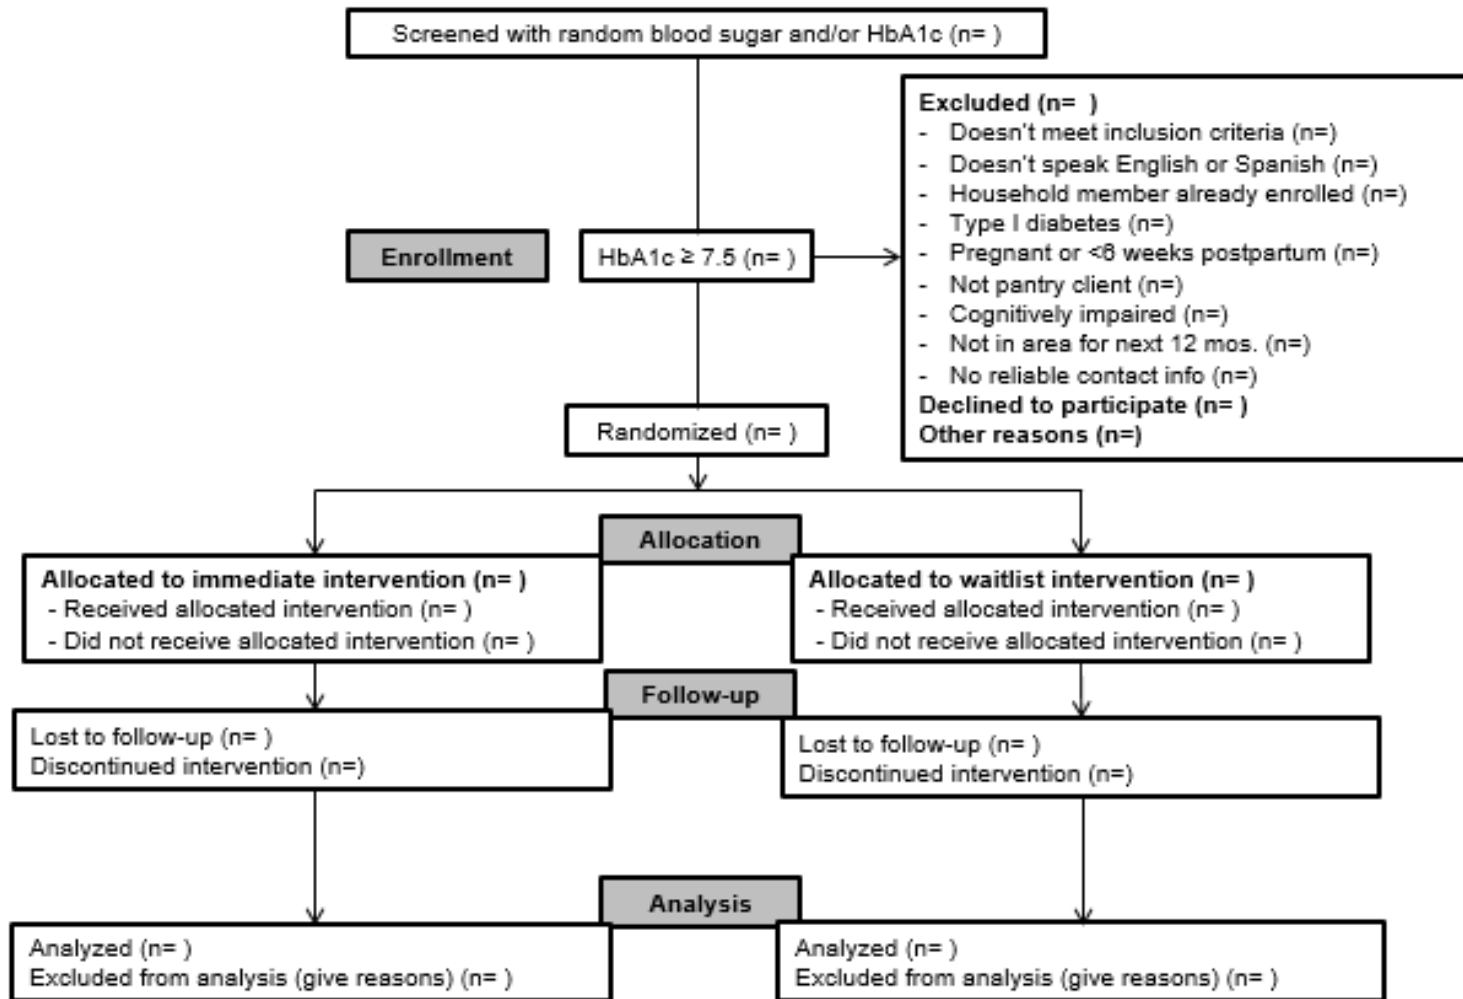 Screened with random blood sugar and/or HbA1c (n= )
Excluded (n=  )
- Doesn't meet inclusion criteria (n=)
- Doesn't speak English or Spanish (n=)
- Household member already enrolled (n=)
- Type I diabetes (n=)
- Pregnant or <6 weeks postpartum (n=)
- Not pantry client (n=)
- Cognitively impaired (n=)
- Not in area for next 12 mos. (n=)
- No reliable contact info (n=)
Declined to participate (n= )
Other reasons (n=)
Enrollment
HbA1c ≥ 7.5 (n= )
Randomized (n= )
Allocation
Allocated to immediate intervention (n= )
- Received allocated intervention (n= )
- Did not receive allocated intervention (n= )
Allocated to waitlist intervention (n= )
- Received allocated intervention (n= )
- Did not receive allocated intervention (n= )
Follow-up
Lost to follow-up (n= )
Discontinued intervention (n=)
Lost to follow-up (n= )
Discontinued intervention (n=)
Analysis
Analyzed (n= )
Excluded from analysis (give reasons) (n= )
Analyzed (n= )
Excluded from analysis (give reasons) (n= )